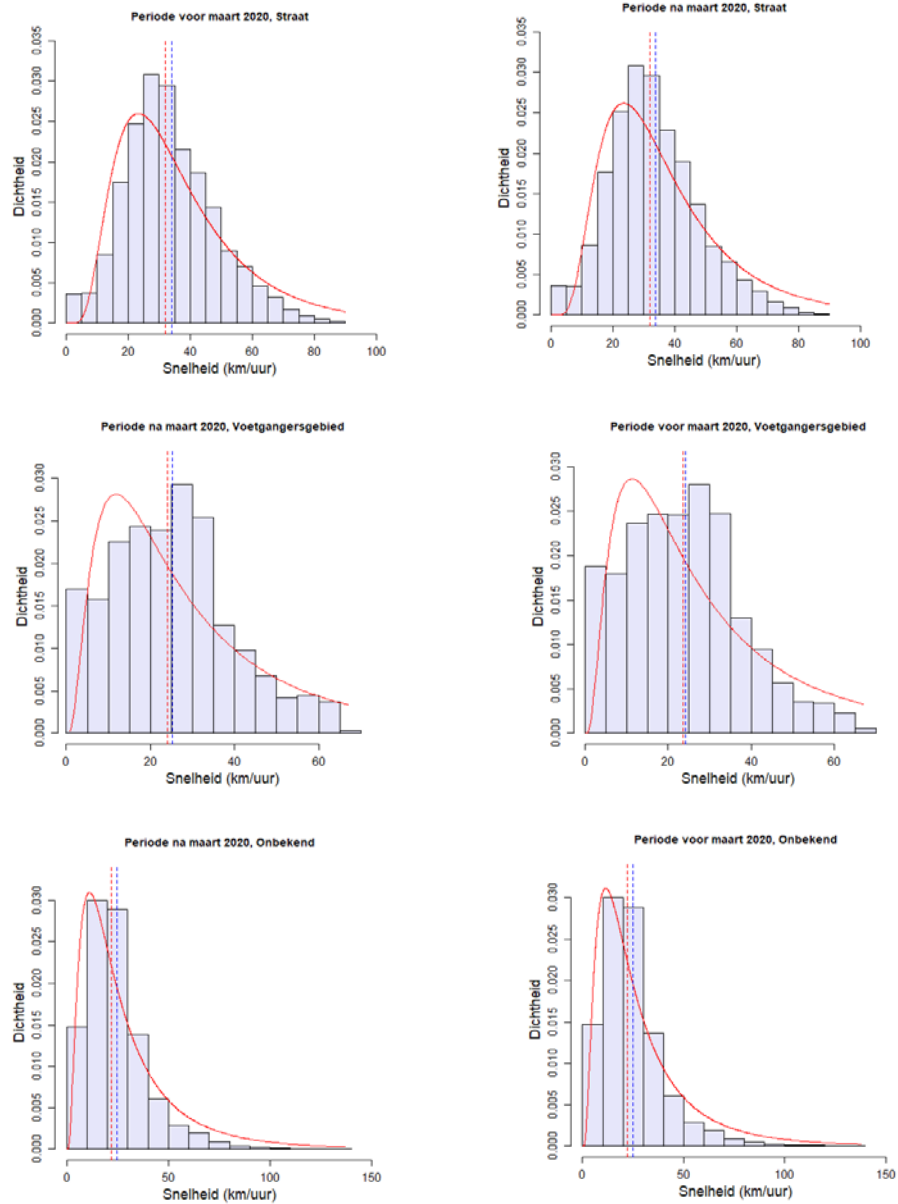 Periode voor maart 2020, Straat
Dichtheid
0.000 0.005 0.010 0.015 0.020 0.025 0.030 0.035
0 20 40 60 80 100
Snelheid (km/uur)
Periode na maart 2020, Straat
Dichtheid
0.000 0.005 0.010 0.015 0.020 0.025 0.030 0.035
0 20 40 60 80 100
Snelheid (km/uur)
Periode na maart 2020, Voetgangersgebied
Dichtheid
0.000 0.005 0.010 0.015 0.020 0.025 0.030
0 20 40 60
Snelheid (km/uur)
Periode voor maart 2020, Voetgangersgebied
Dichtheid
0.000 0.005 0.010 0.015 0.020 0.025 0.030
0 20 40 60
Snelheid (km/uur)
Periode na maart 2020, Onbekend
Dichtheid
0.000 0.005 0.010 0.015 0.020 0.025 0.030
0 50 100 150
Snelheid (km/uur)
Periode voor maart 2020, Onbekend
Dichtheid
0.000 0.005 0.010 0.015 0.020 0.025 0.030
0 50 100 150
Snelheid (km/uur)